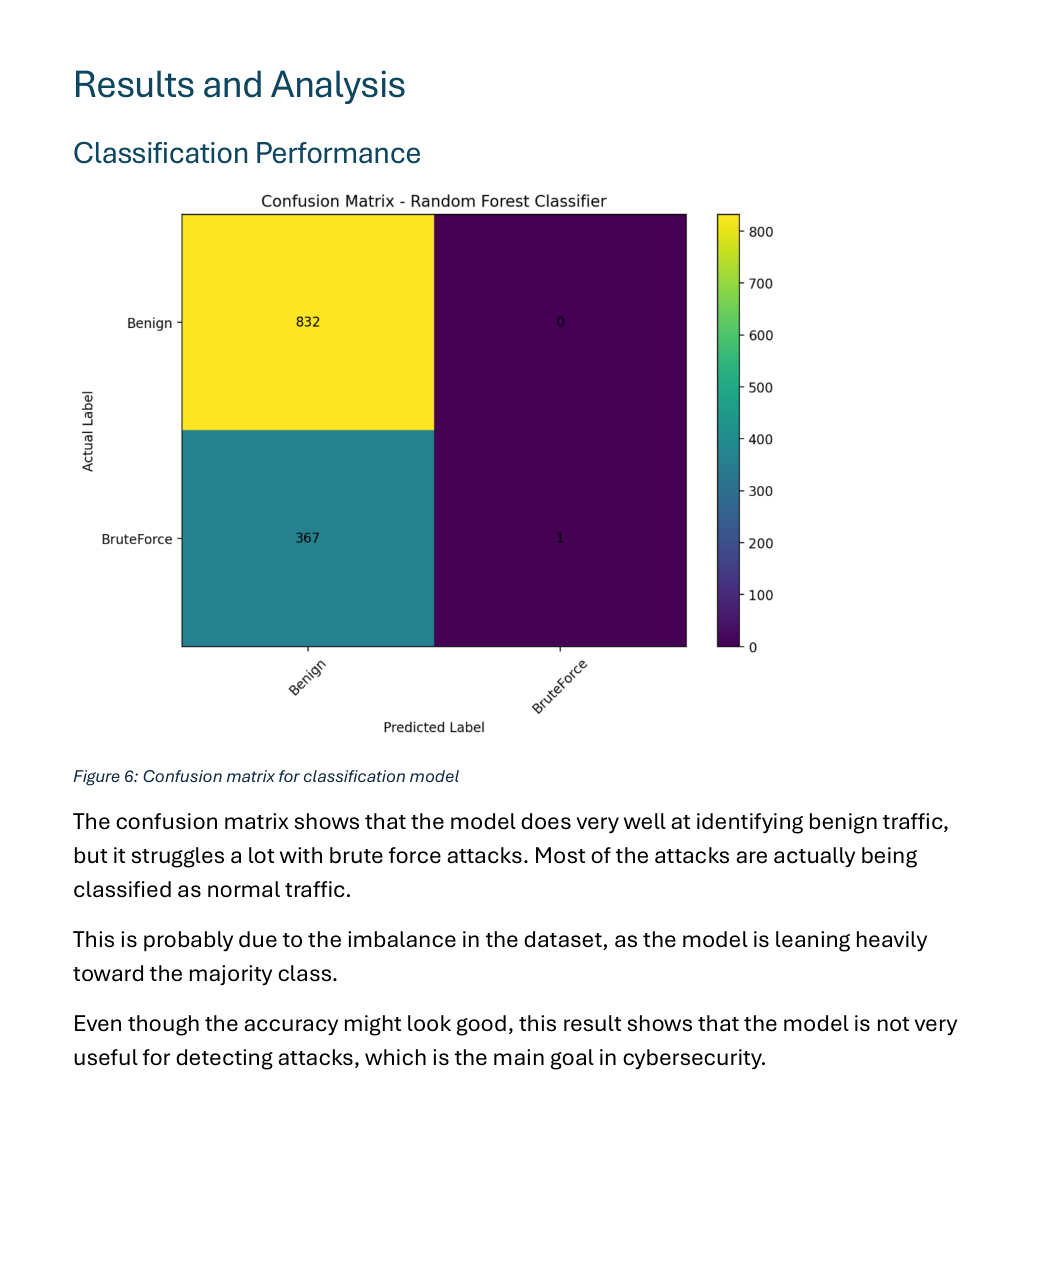 Results and Analysis
Classification Performance
Confusion Matrix - Random Forest Classifier
Actual Label
Benign
BruteForce
832
0
367
1
Benign
BruteForce
Predicted Label
800
700
600
500
400
300
200
100
0
Figure 6: Confusion matrix for classification model
The confusion matrix shows that the model does very well at identifying benign traffic,
but it struggles a lot with brute force attacks. Most of the attacks are actually being
classified as normal traffic.
This is probably due to the imbalance in the dataset, as the model is leaning heavily
toward the majority class.
Even though the accuracy might look good, this result shows that the model is not very
useful for detecting attacks, which is the main goal in cybersecurity.